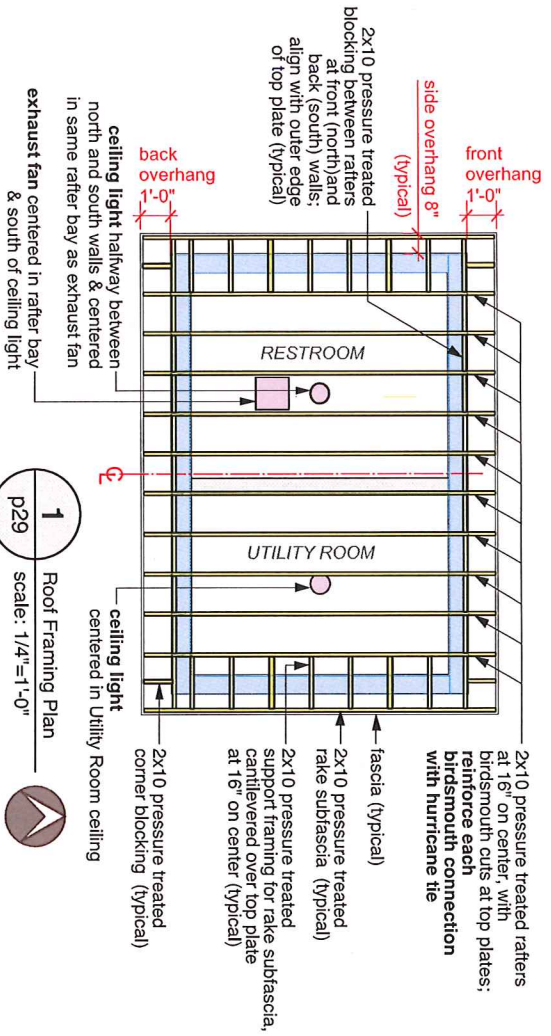 2x10 pressure treated
blocking between rafters
at front (north)and
back (south) walls;
align with outer edge
of top plate (typical)
side overhang 8"
(typical)
front
overhang
1'-0"
back
overhang
1'-0"
ceiling light halfway between
north and south walls & centered
in same rafter bay as exhaust fan
exhaust fan centered in rafter bay
& south of ceiling light
RESTROOM
UTILITY ROOM
CL
2x10 pressure treated rafters
at 16" on center, with
birdsmouth cuts at top plates;
reinforce each
birdsmouth connection
with hurricane tie
fascia (typical)
2x10 pressure treated
rake subfascia (typical)
2x10 pressure treated
support framing for rake subfascia,
cantilevered over top plate
at 16" on center (typical)
2x10 pressure treated
corner blocking (typical)
ceiling light
centered in Utility Room ceiling
1
p29
Roof Framing Plan
scale: 1/4"=1'-0"